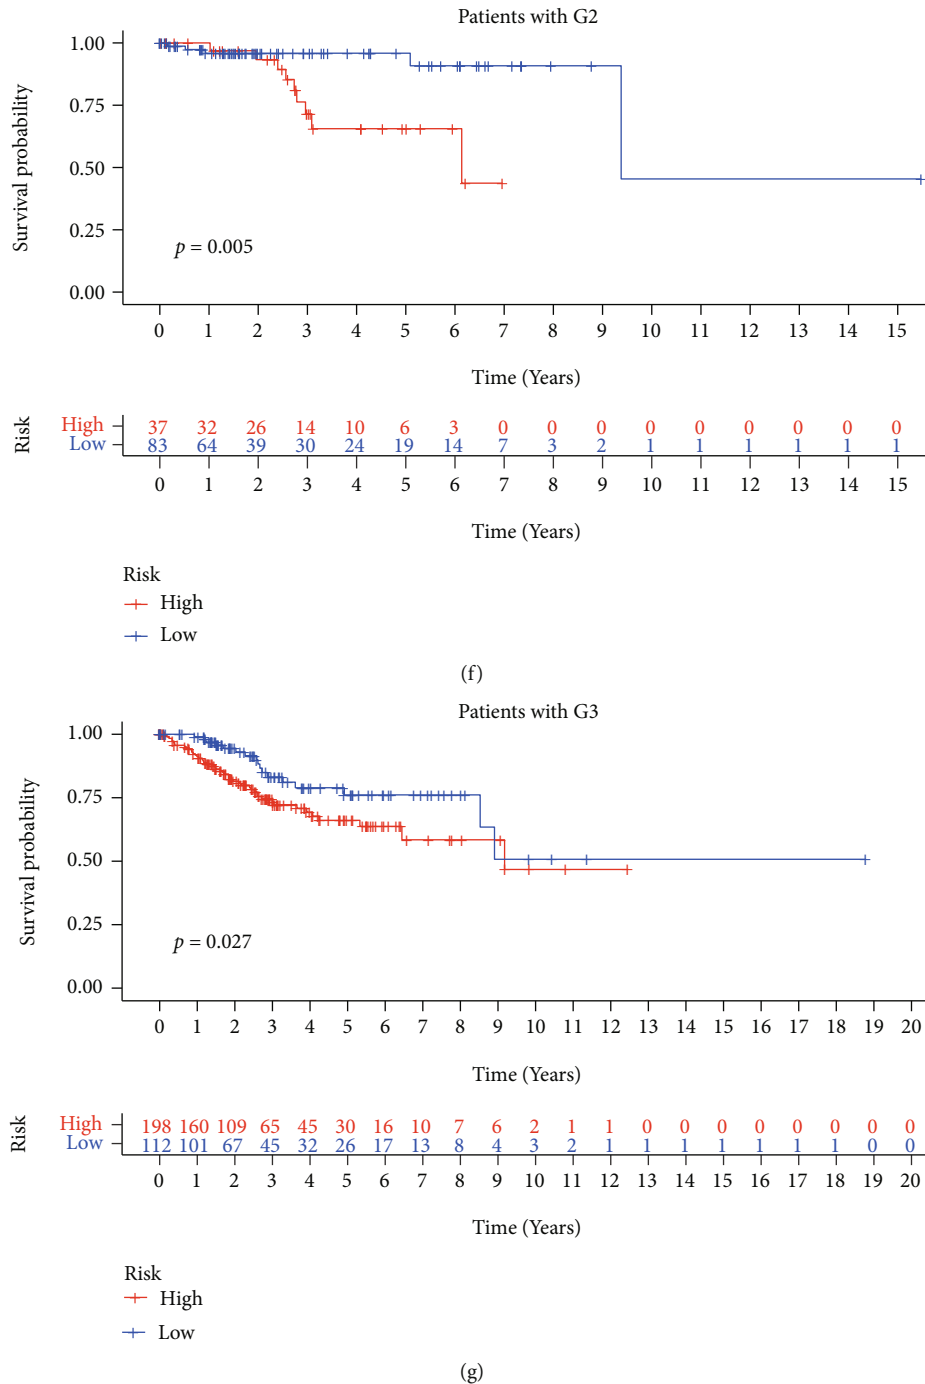 Patients with G2
1.00
0.75
0.50
0.25
0.00
Survival probability
p = 0.005
0 1 2 3 4 5 6 7 8 9 10 11 12 13 14 15
Time (Years)
Risk
High 37 32 26 14 10 6 3 0 0 0 0 0 0 0 0 0
Low 83 64 39 30 24 19 14 7 3 2 1 1 1 1 1 1
0 1 2 3 4 5 6 7 8 9 10 11 12 13 14 15
Time (Years)
Risk
High
Low
(f)
Patients with G3
1.00
0.75
0.50
0.25
0.00
Survival probability
p = 0.027
0 1 2 3 4 5 6 7 8 9 10 11 12 13 14 15 16 17 18 19 20
Time (Years)
Risk
High 198 160 109 65 45 30 16 10 7 6 2 1 1 0 0 0 0 0 0 0 0
Low 112 101 67 45 32 26 17 13 8 4 3 2 1 1 1 1 1 1 1 0 0
0 1 2 3 4 5 6 7 8 9 10 11 12 13 14 15 16 17 18 19 20
Time (Years)
Risk
High
Low
(g)